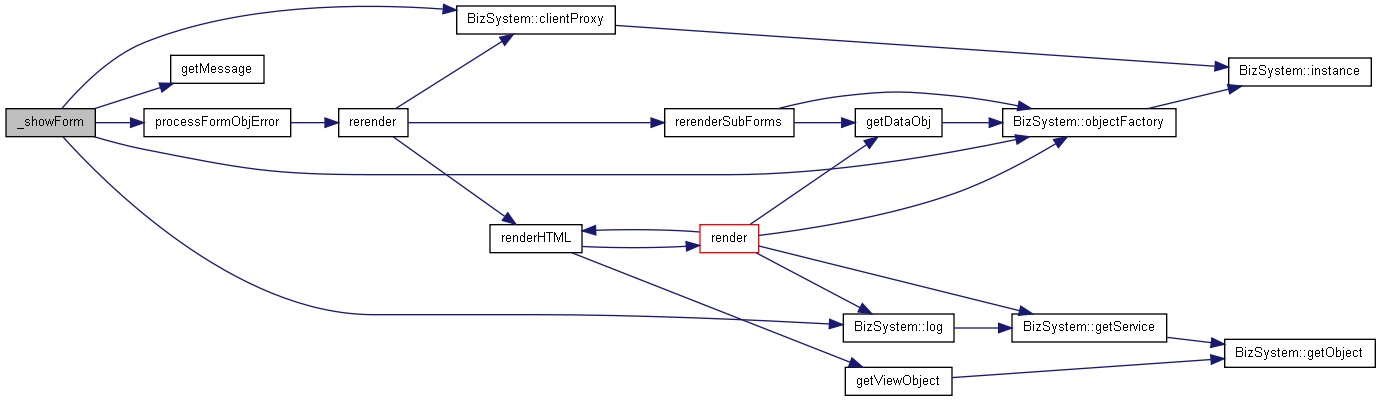 BizSystem::clientProxy
getMessage
BizSystem::instance
_showForm
processFormObjError
rerender
rerenderSubForms
getDataObj
BizSystem::objectFactory
renderHTML
render
BizSystem::log
BizSystem::getService
BizSystem::getObject
getViewObject